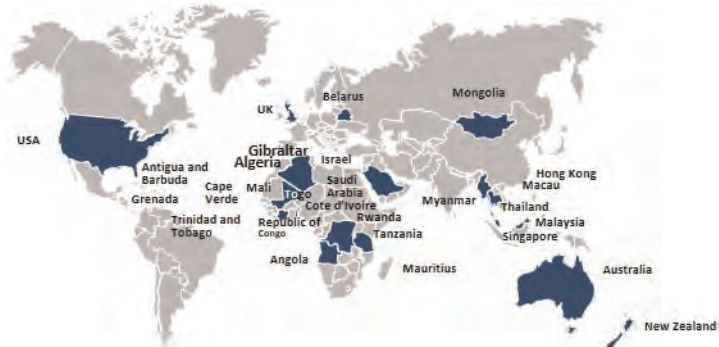 Belarus
Mongolia
UK
USA
Gibraltar
Algeria
Israel
Antigua and
Barbuda
Cape
Verde
Mali
Togo
Saudi
Arabia
Hong Kong
Macau
Grenada
Cote d'Ivoire
Myanmar
Thailand
Trinidad and
Tobago
Republic of
Congo
Rwanda
Tanzania
Malaysia
Singapore
Angola
Mauritius
Australia
New Zealand